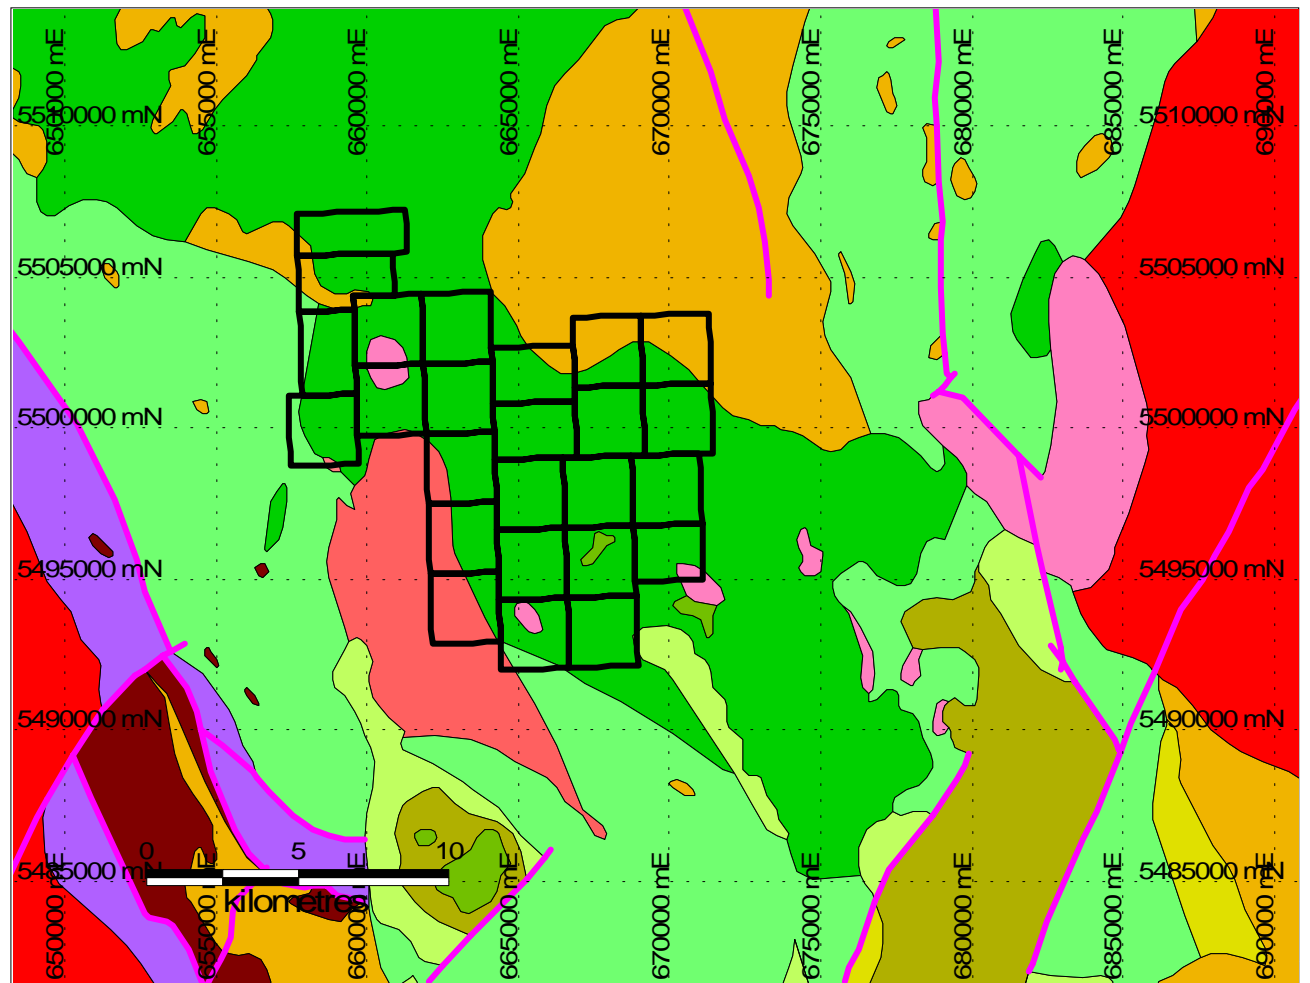 650000 mE
655000 mE
660000 mE
665000 mE
670000 mE
675000 mE
680000 mE
685000 mE
690000 mE
5510000 mN
5510000 mN
5505000 mN
5505000 mN
5500000 mN
5500000 mN
5495000 mN
5495000 mN
5490000 mN
5490000 mN
0 5 10
5485000 mN
5485000 mN
kilometres
650000 mE
655000 mE
660000 mE
665000 mE
670000 mE
675000 mE
680000 mE
685000 mE
690000 mE